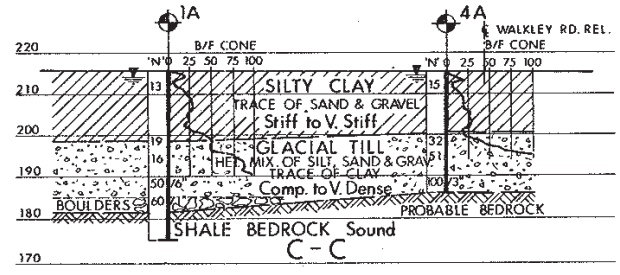 1A
4A
℄ WALKLEY RD. REL.
B/F CONE
B/F CONE
'N' 0 25 50 75 100
'N' 0 25 50 75 100
220
210
200
190
180
170
13
19
16
50/6"
60
15
32
51
100/3"
SILTY CLAY
TRACE OF SAND & GRAVEL
Stiff to V. Stiff
GLACIAL TILL
HET. MIX. OF SILT, SAND & GRAV.
TRACE OF CLAY
Comp. to V. Dense
BOULDERS
PROBABLE BEDROCK
SHALE BEDROCK Sound
C-C